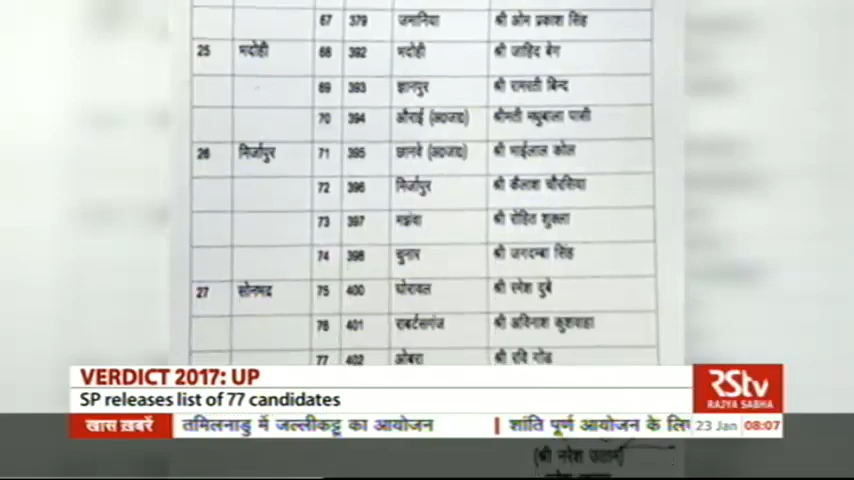 67 379 जमानिया श्री ओम प्रकाश सिंह
25 भदोही 68 392 भदोही श्री जाहिद बेग
69 393 ज्ञानपुर श्री रामरती बिन्द
70 394 औराई (अ0जा0) श्रीमती मधुबाला पासी
26 मिर्जापुर 71 395 छानबे (अ0जा0) श्री भाईलाल कोल
72 396 मिर्जापुर श्री कैलाश चौरसिया
73 397 मझंवा श्री रोहित शुक्ला
74 398 चुनार श्री जगदम्बा सिंह
27 सोनभद्र 75 400 घोरावल श्री रमेश दुबे
76 401 राबर्टसगंज श्री अविनाश कुशवाहा
77 402 ओबरा श्री रवि गोंड
VERDICT 2017: UP
SP releases list of 77 candidates
RStv
RAJYA SABHA
ख़ास ख़बरें तमिलनाडु में जल्लीकट्टू का आयोजन | शांति पूर्ण आयोजन के लि 23 Jan 08:07
(श्री नरेश उत्तम)